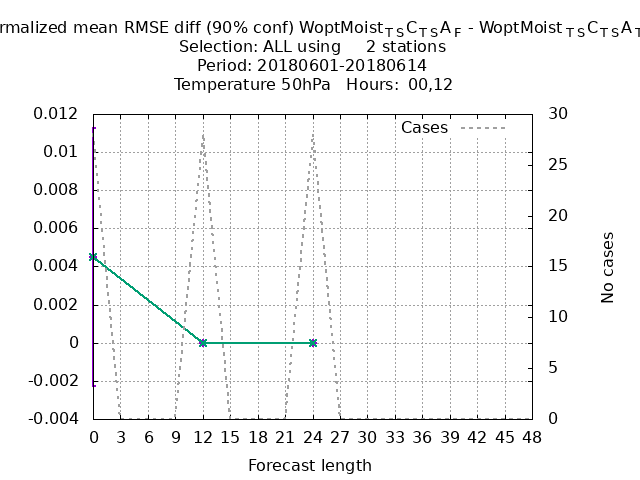 rmalized mean RMSE diff (90% conf) WoptMoistTSCTSAF - WoptMoistTSCTSAT
Selection: ALL using 2 stations
Period: 20180601-20180614
Temperature 50hPa Hours: 00,12
Cases
0.012
0.01
0.008
0.006
0.004
0.002
0
-0.002
-0.004
30
25
20
15
10
5
0
No cases
0 3 6 9 12 15 18 21 24 27 30 33 36 39 42 45 48
Forecast length